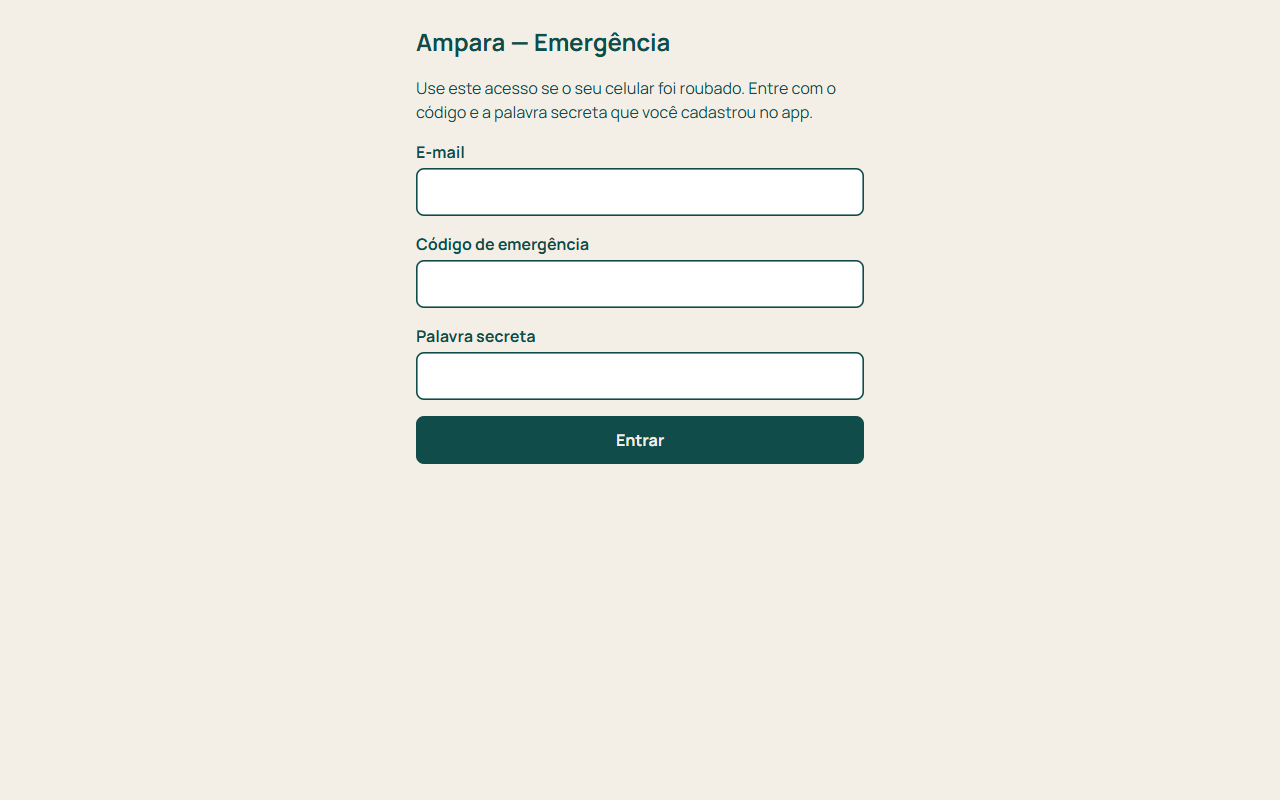 Ampara — Emergência
Use este acesso se o seu celular foi roubado. Entre com o
código e a palavra secreta que você cadastrou no app.
E-mail
Código de emergência
Palavra secreta
Entrar